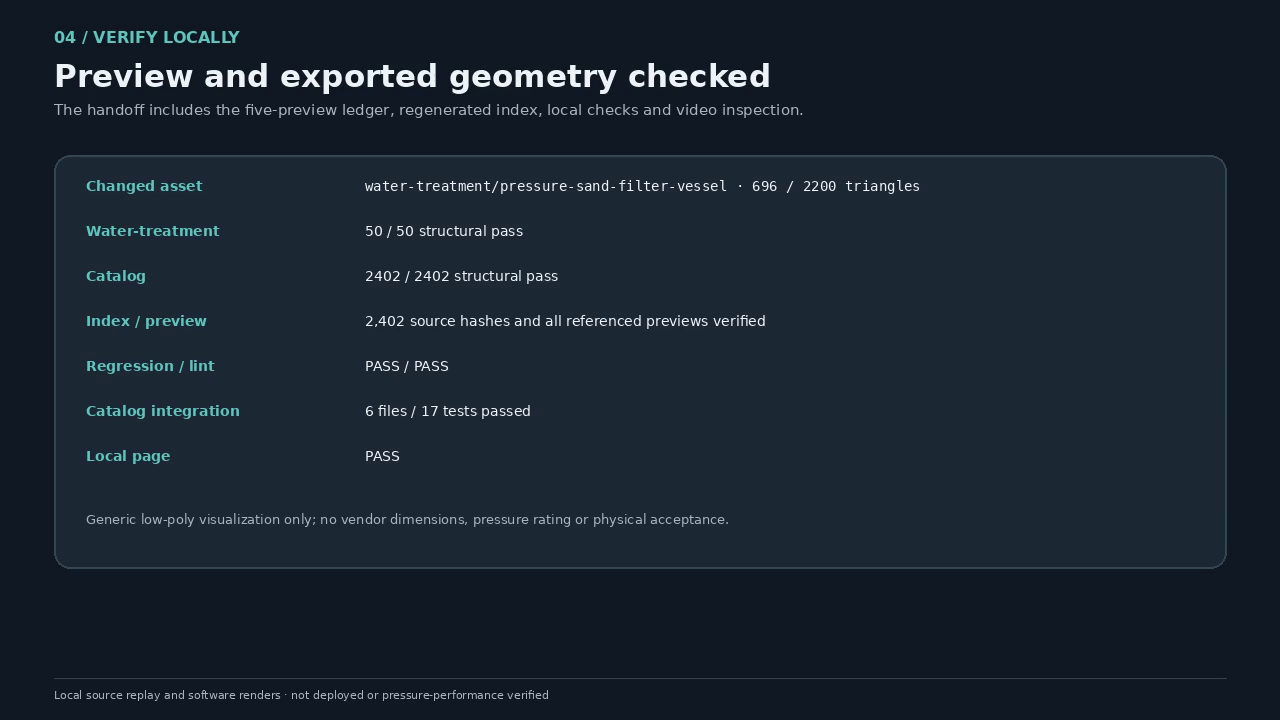 04 / VERIFY LOCALLY
Preview and exported geometry checked
The handoff includes the five-preview ledger, regenerated index, local checks and video inspection.
Changed asset water-treatment/pressure-sand-filter-vessel · 696 / 2200 triangles
Water-treatment 50 / 50 structural pass
Catalog 2402 / 2402 structural pass
Index / preview 2,402 source hashes and all referenced previews verified
Regression / lint PASS / PASS
Catalog integration 6 files / 17 tests passed
Local page PASS
Generic low-poly visualization only; no vendor dimensions, pressure rating or physical acceptance.
Local source replay and software renders · not deployed or pressure-performance verified